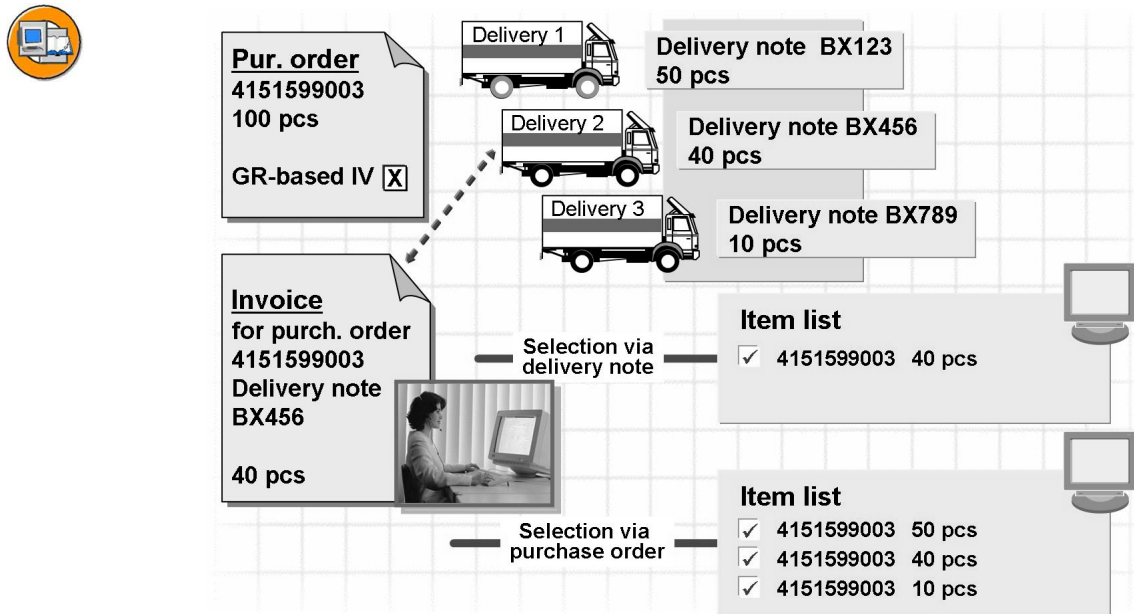 Pur. order
4151599003
100 pcs
GR-based IV X
Delivery 1
Delivery note BX123
50 pcs
Delivery 2
Delivery note BX456
40 pcs
Delivery 3
Delivery note BX789
10 pcs
Invoice
for purch. order
4151599003
Delivery note
BX456
40 pcs
Selection via
delivery note
Item list
4151599003 40 pcs
Selection via
purchase order
Item list
4151599003 50 pcs
4151599003 40 pcs
4151599003 10 pcs